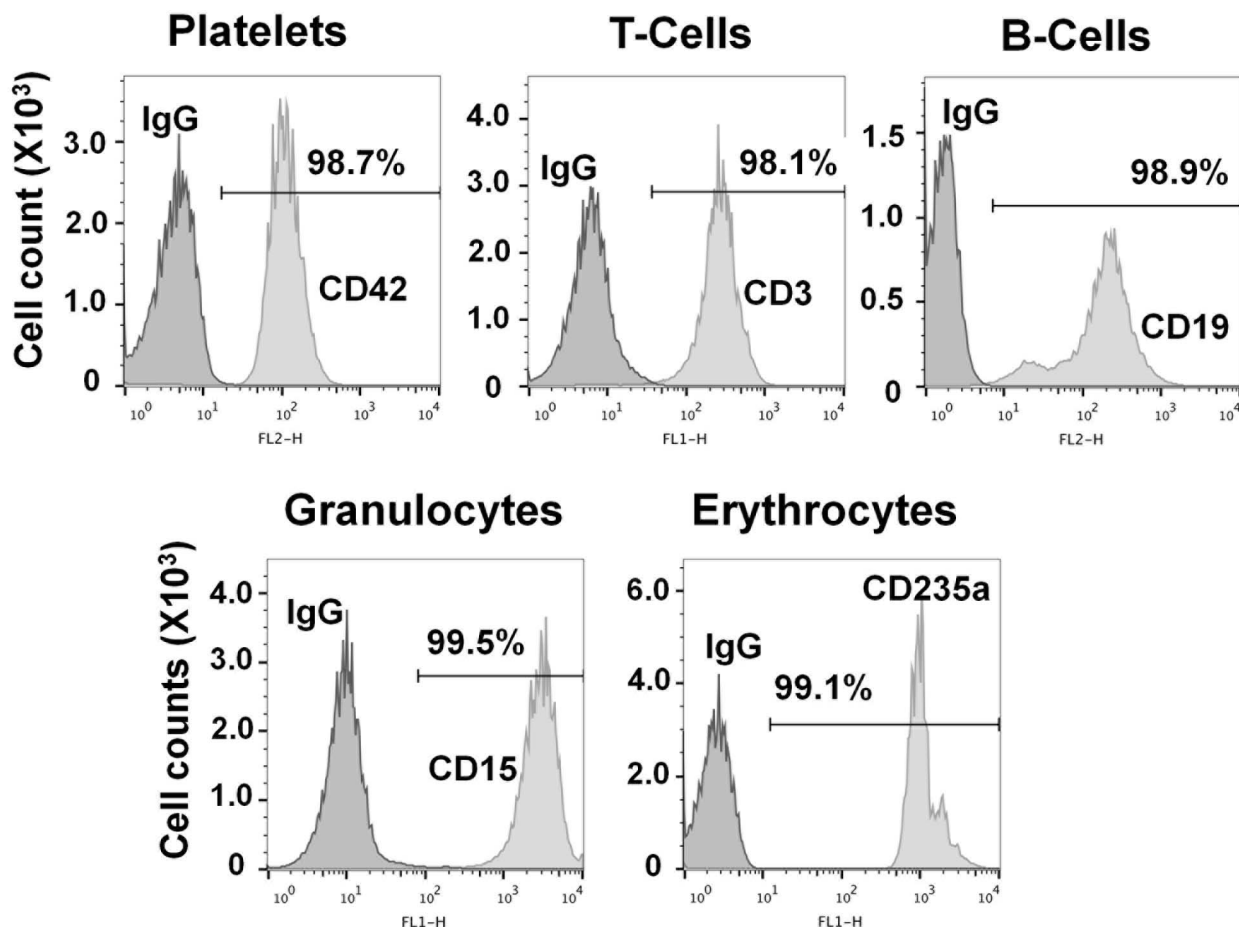 Platelets
T-Cells
B-Cells
Cell count (X10³)
IgG
98.7%
CD42
3.0
2.0
1.0
0
10⁰ 10¹ 10² 10³ 10⁴
FL2-H
IgG
98.1%
CD3
4.0
3.0
2.0
1.0
0
10⁰ 10¹ 10² 10³ 10⁴
FL1-H
IgG
98.9%
CD19
1.5
1.0
0.5
0
10⁰ 10¹ 10² 10³ 10⁴
FL2-H
Granulocytes
Erythrocytes
Cell counts (X10³)
IgG
99.5%
CD15
4.0
3.0
2.0
1.0
0
10⁰ 10¹ 10² 10³ 10⁴
FL1-H
CD235a
IgG
99.1%
6.0
4.0
2.0
0
10⁰ 10¹ 10² 10³ 10⁴
FL1-H